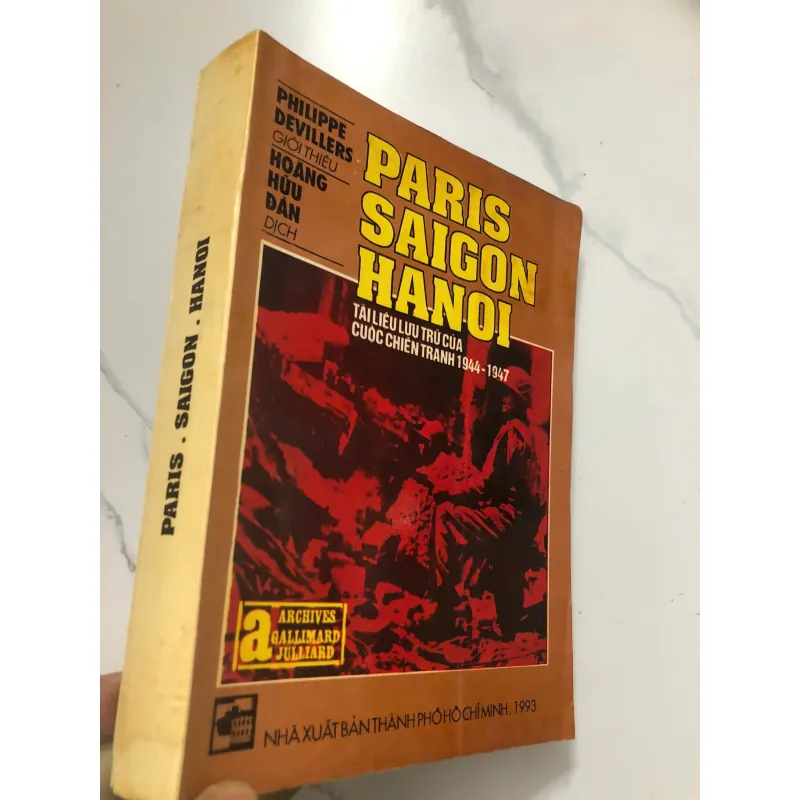 PHILIPPE
DEVILLERS
GIỚI THIỆU
HOÀNG
HỮU
ĐẢN
DỊCH
PARIS
SAIGON
HANOI
TÀI LIỆU LƯU TRỮ CỦA
CUỘC CHIẾN TRANH 1944-1947
PARIS . SAIGON . HANOI
a
ARCHIVES
GALLIMARD
JULLIARD
NHÀ XUẤT BẢN THÀNH PHỐ HỒ CHÍ MINH . 1993